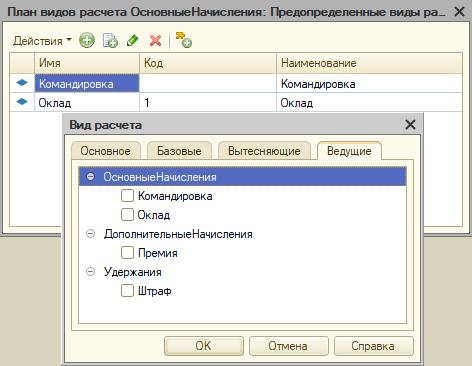 План видов расчета ОсновныеНачисления: Предопределенные виды ра...
Действия
Имя Код Наименование
Командировка Командировка
Оклад 1 Оклад
Вид расчета
Основное Базовые Вытесняющие Ведущие
ОсновныеНачисления
Командировка
Оклад
ДополнительныеНачисления
Премия
Удержания
Штраф
OK Отмена Справка